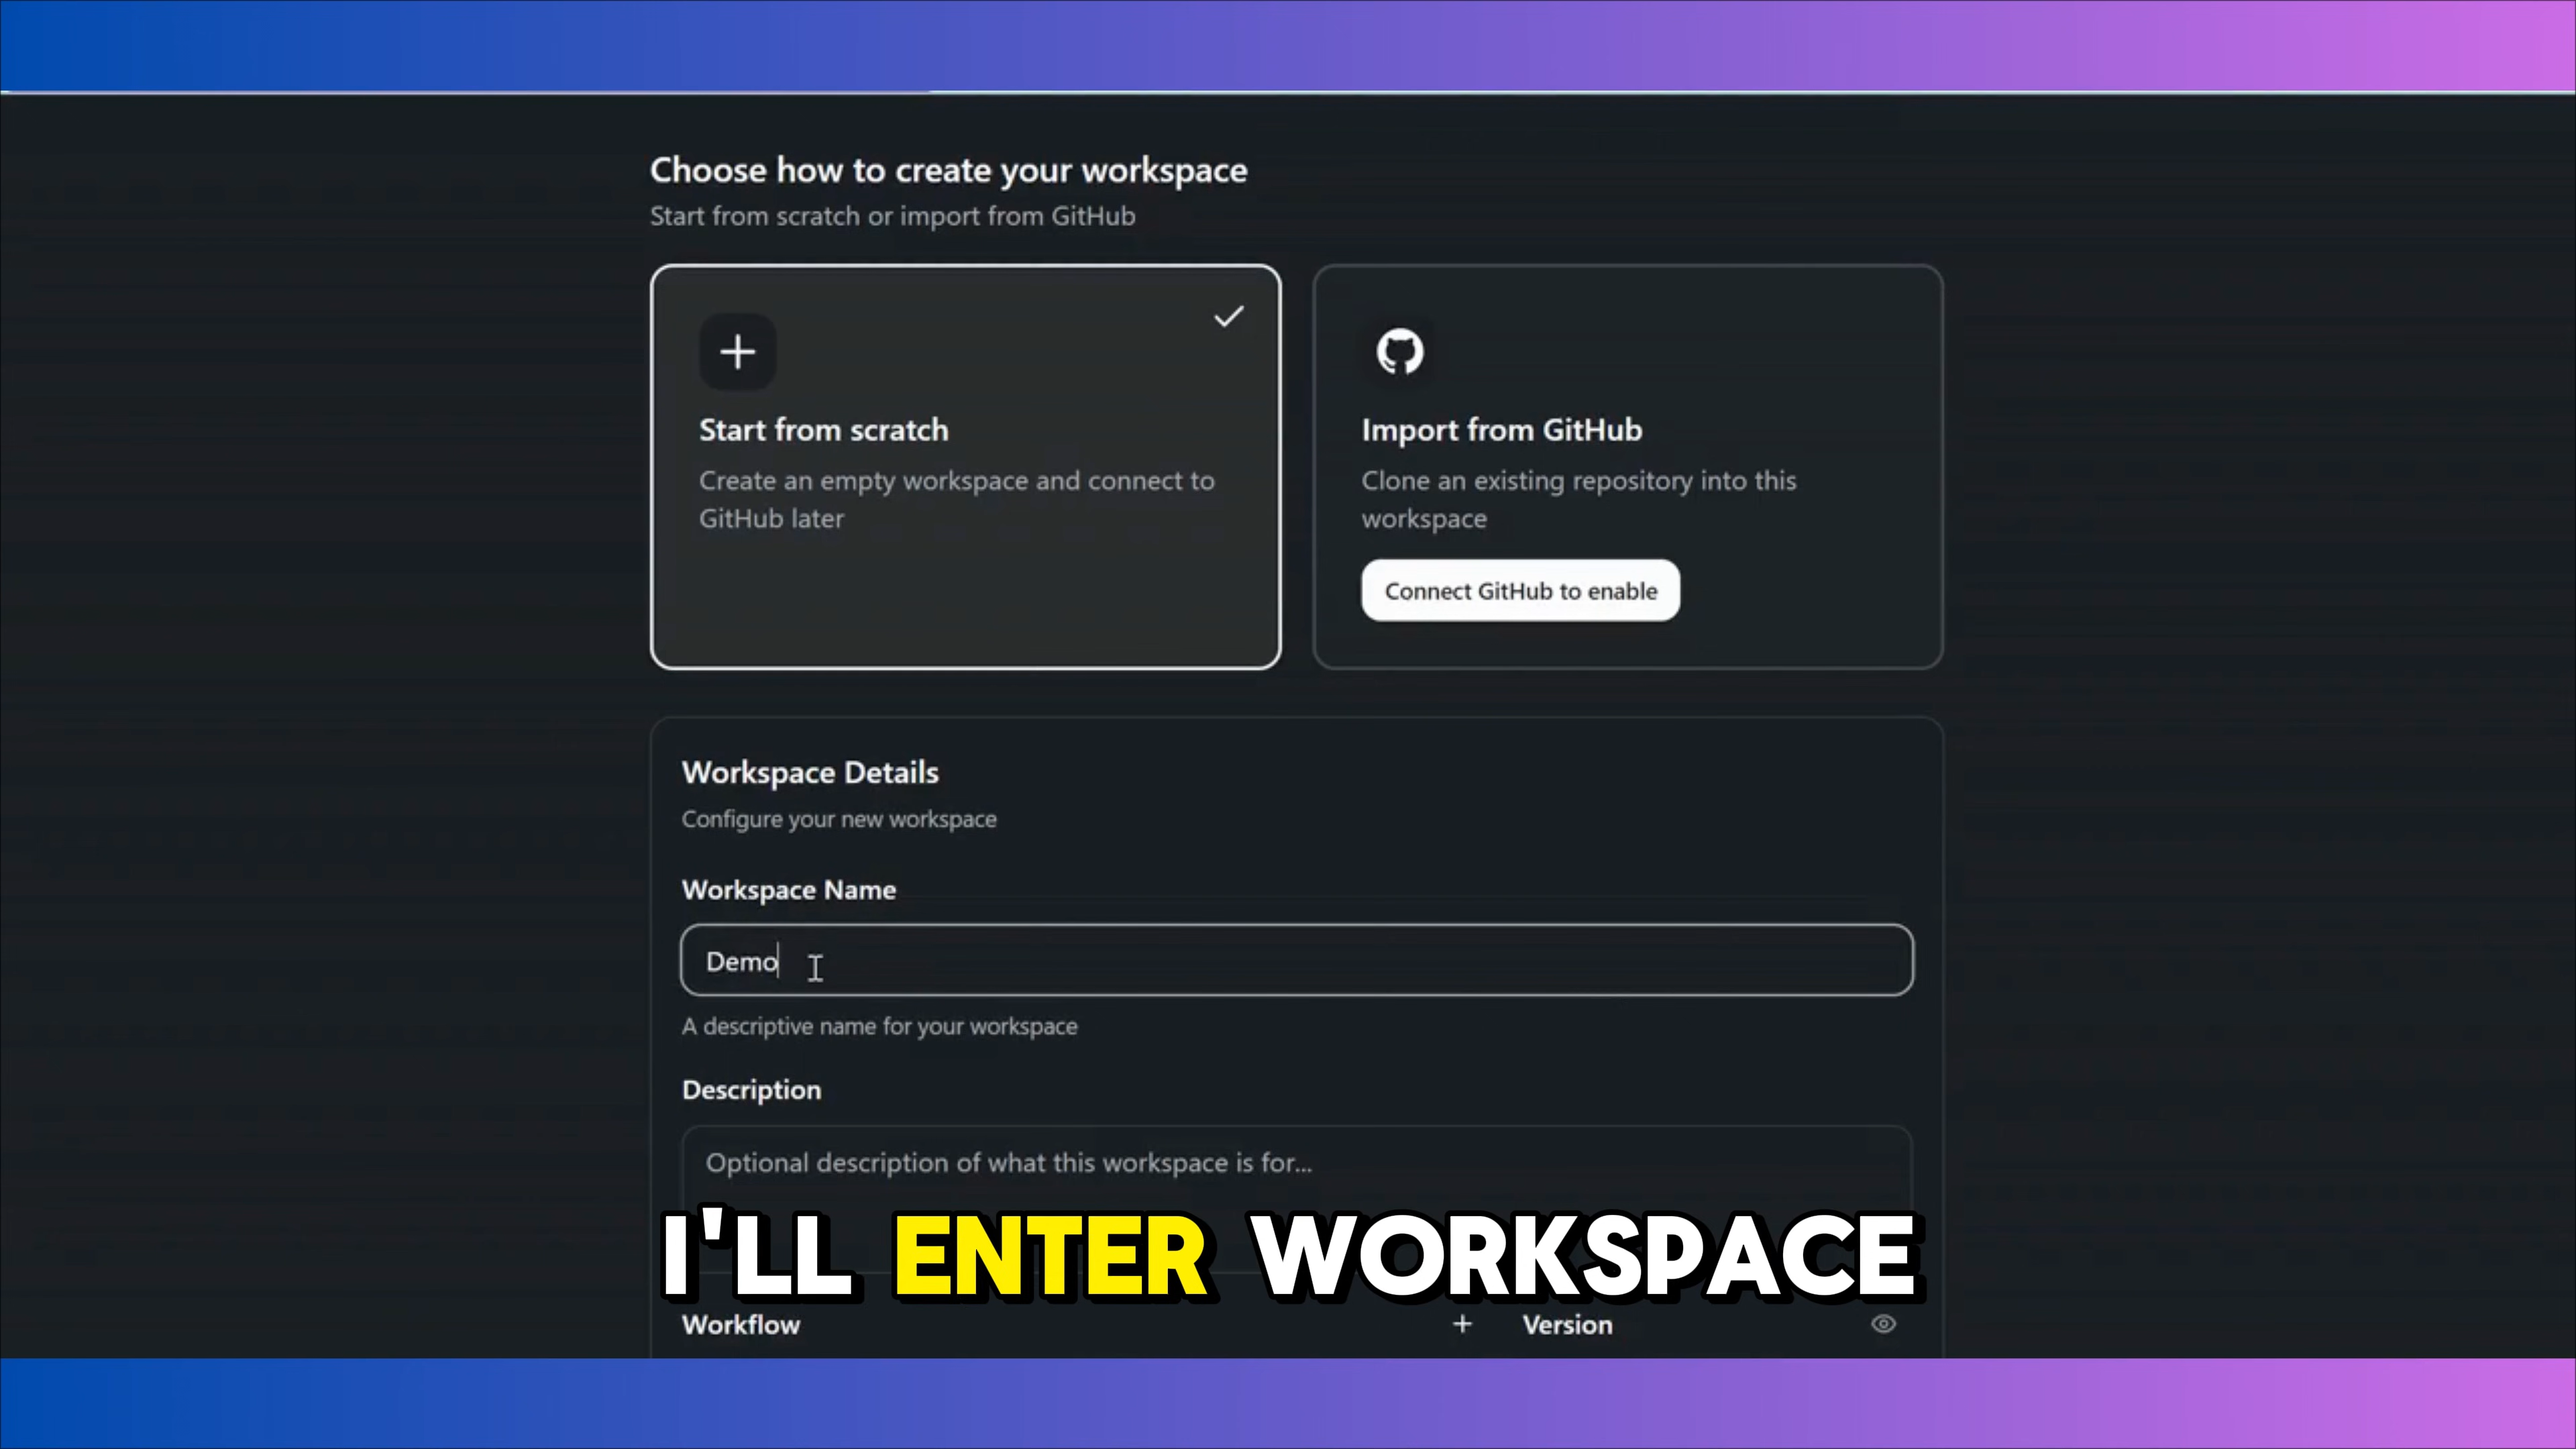 Choose how to create your workspace
Start from scratch or import from GitHub
Start from scratch
Create an empty workspace and connect to
GitHub later
Import from GitHub
Clone an existing repository into this
workspace
Connect GitHub to enable
Workspace Details
Configure your new workspace
Workspace Name
Demo
A descriptive name for your workspace
Description
Optional description of what this workspace is for...
I'LL ENTER WORKSPACE
Workflow + Version